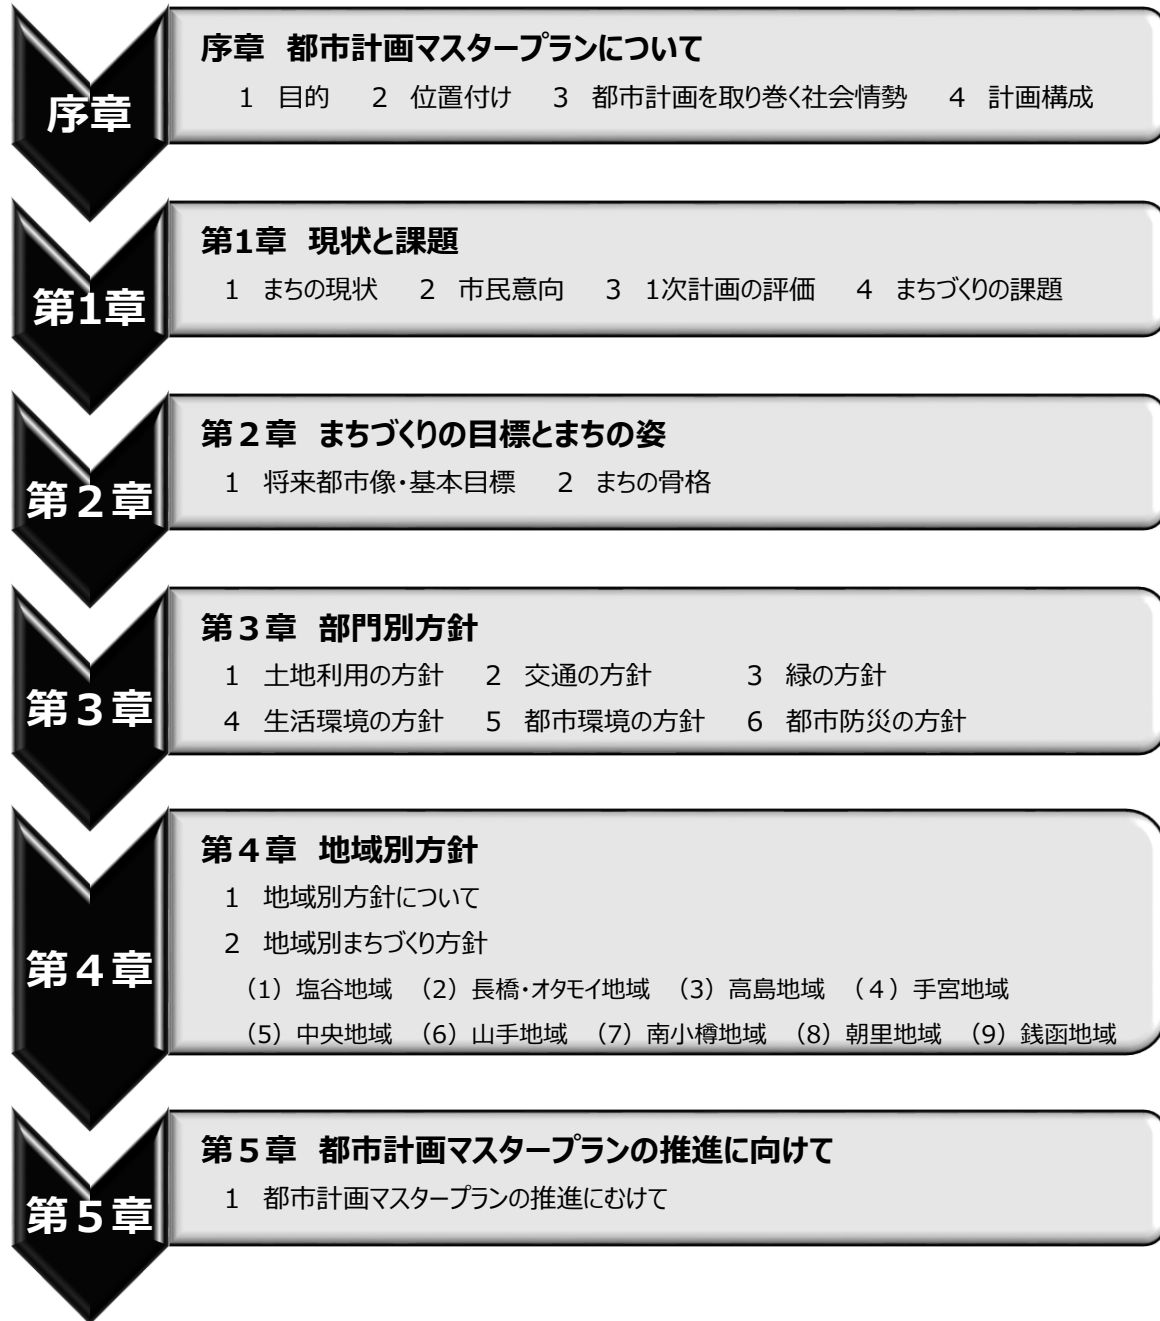 序章
序章 都市計画マスタープランについて
1 目的 2 位置付け 3 都市計画を取り巻く社会情勢 4 計画構成
第1章
第1章 現状と課題
1 まちの現状 2 市民意向 3 1次計画の評価 4 まちづくりの課題
第２章
第２章 まちづくりの目標とまちの姿
1 将来都市像・基本目標 2 まちの骨格
第３章
第３章 部門別方針
1 土地利用の方針 2 交通の方針 3 緑の方針
4 生活環境の方針 5 都市環境の方針 6 都市防災の方針
第４章
第４章 地域別方針
1 地域別方針について
2 地域別まちづくり方針
（1）塩谷地域 （2）長橋・オタモイ地域 （3）高島地域 （４）手宮地域
（5）中央地域 （6）山手地域 （7）南小樽地域 （8）朝里地域 （9）銭函地域
第５章
第５章 都市計画マスタープランの推進に向けて
1 都市計画マスタープランの推進にむけて